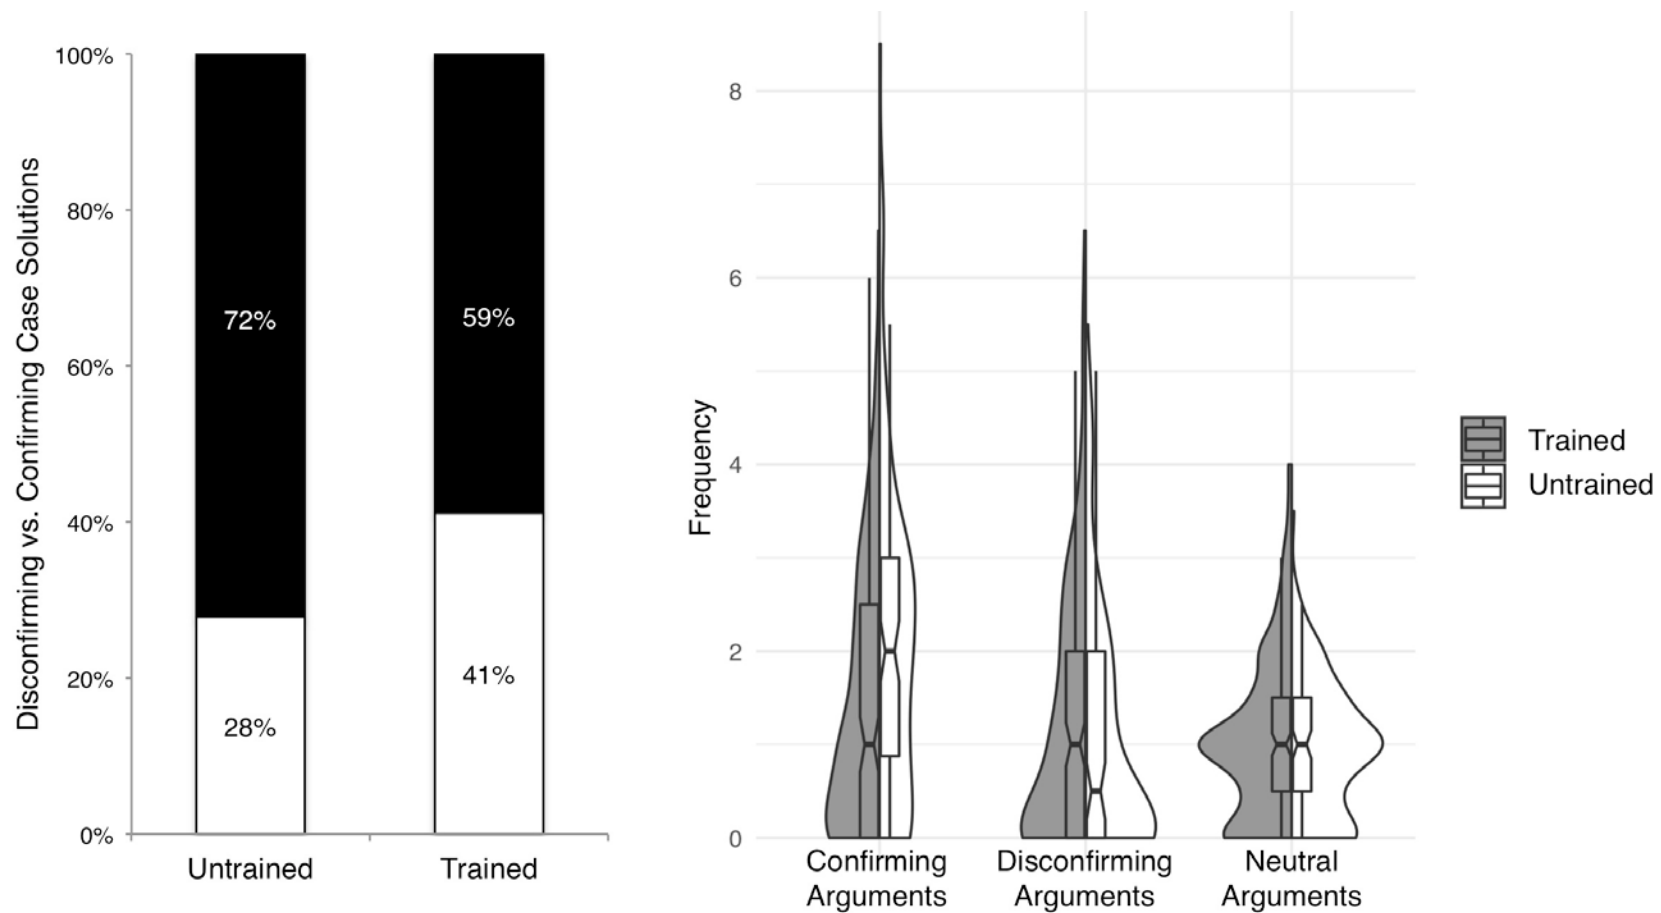 Disconfirming vs. Confirming Case Solutions
100%
80%
60%
40%
20%
0%
72%
28%
59%
41%
Untrained
Trained
Frequency
8
6
4
2
0
Confirming
Arguments
Disconfirming
Arguments
Neutral
Arguments
Trained
Untrained